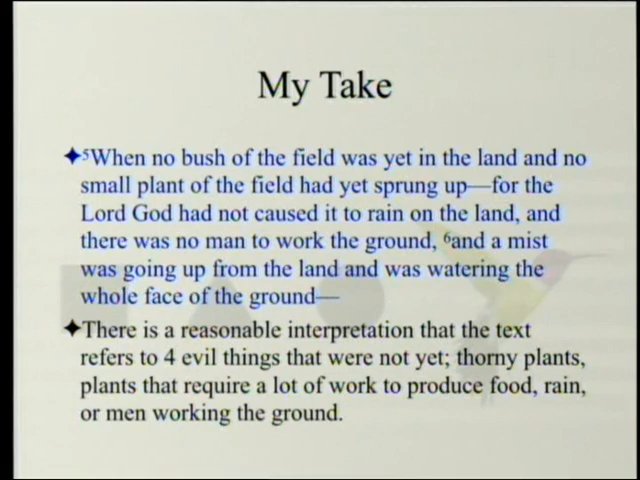 My Take
✦⁵When no bush of the field was yet in the land and no
small plant of the field had yet sprung up—for the
Lord God had not caused it to rain on the land, and
there was no man to work the ground, ⁶and a mist
was going up from the land and was watering the
whole face of the ground—
✦There is a reasonable interpretation that the text
refers to 4 evil things that were not yet; thorny plants,
plants that require a lot of work to produce food, rain,
or men working the ground.